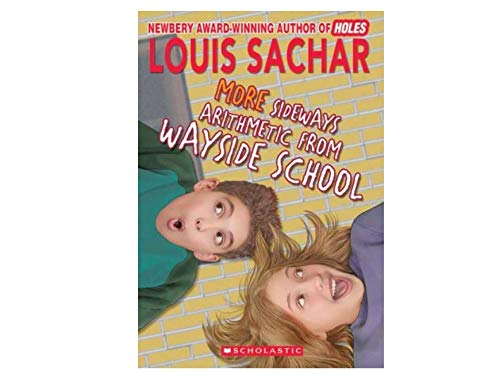 NEWBERY AWARD-WINNING AUTHOR OF HOLES
LOUIS SACHAR
MORE SIDEWAYS
ARITHMETIC FROM
WAYSIDE SCHOOL
SCHOLASTIC